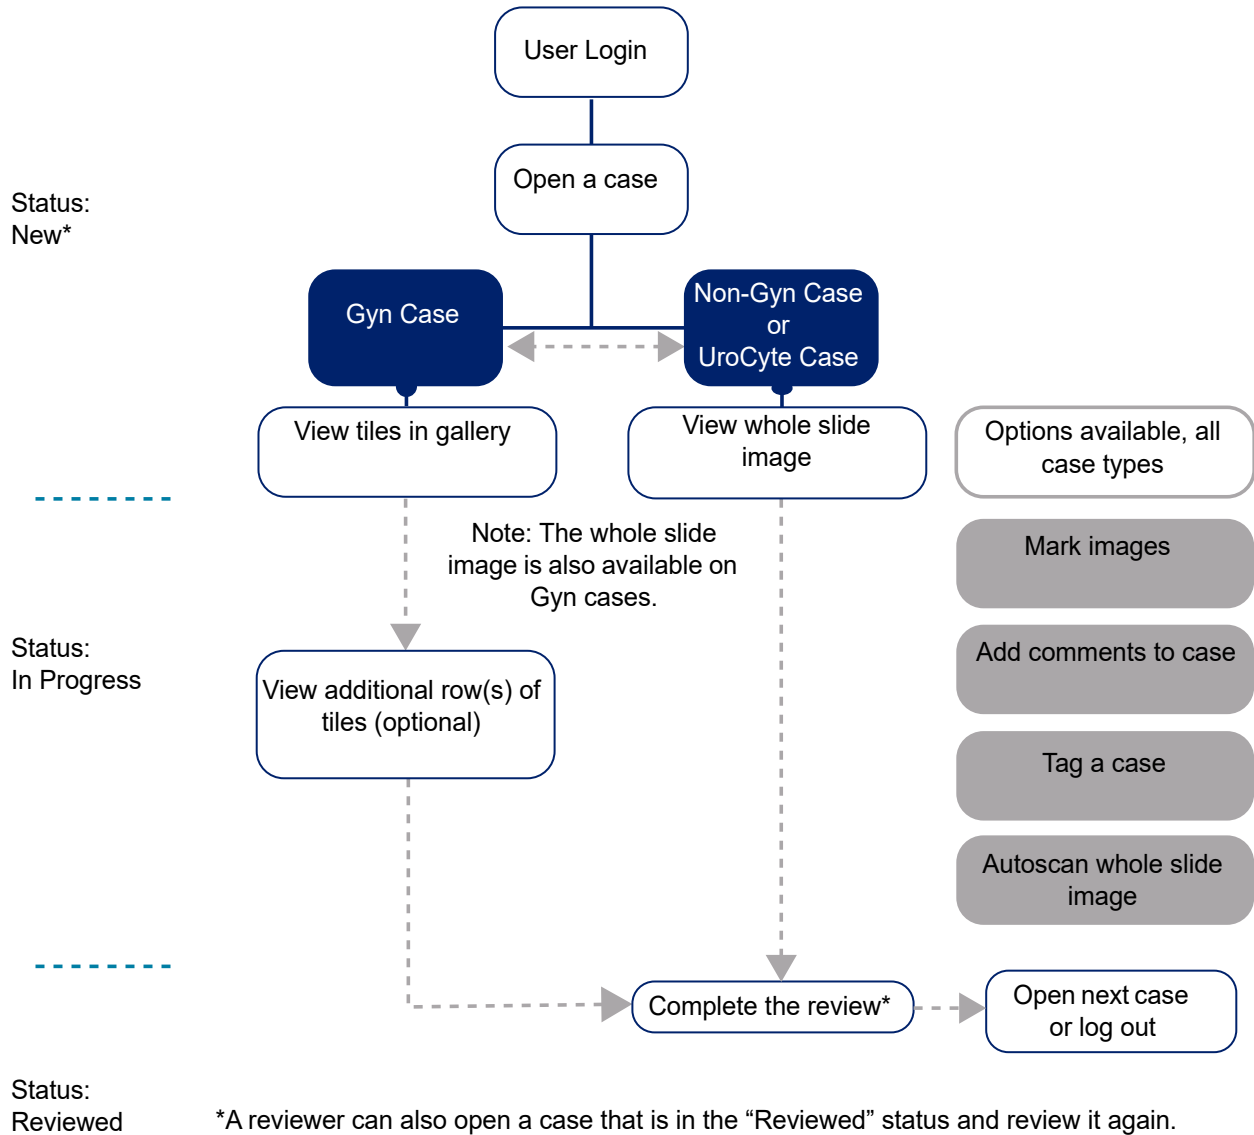 User Login
Open a case
Status:
New*
Gyn Case
Non-Gyn Case
or
UroCyte Case
View tiles in gallery
View whole slide
image
Options available, all
case types
Note: The whole slide
image is also available on
Gyn cases.
Mark images
Status:
In Progress
Add comments to case
View additional row(s) of
tiles (optional)
Tag a case
Autoscan whole slide
image
Complete the review*
Open next case
or log out
Status:
Reviewed
*A reviewer can also open a case that is in the “Reviewed” status and review it again.